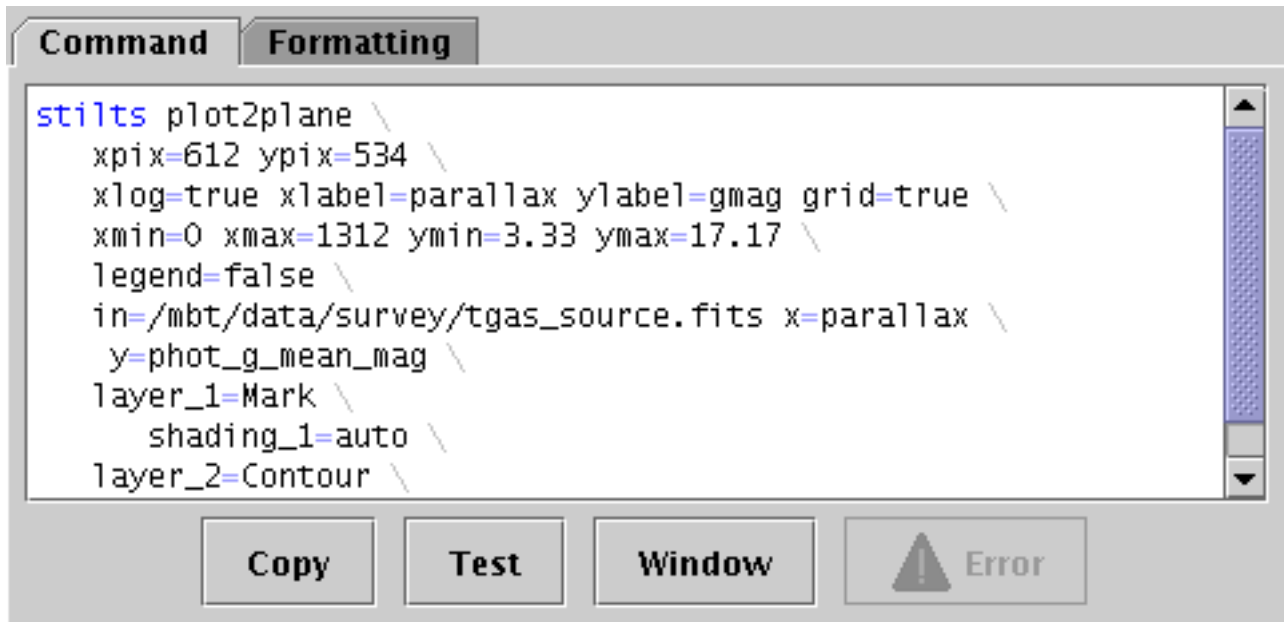 Command Formatting
stilts plot2plane \
xpix=612 ypix=534 \
xlog=true xlabel=parallax ylabel=gmag grid=true \
xmin=0 xmax=1312 ymin=3.33 ymax=17.17 \
legend=false \
in=/mbt/data/survey/tgas_source.fits x=parallax \
y=phot_g_mean_mag \
layer_1=Mark \
shading_1=auto \
layer_2=Contour \
Copy Test Window Error